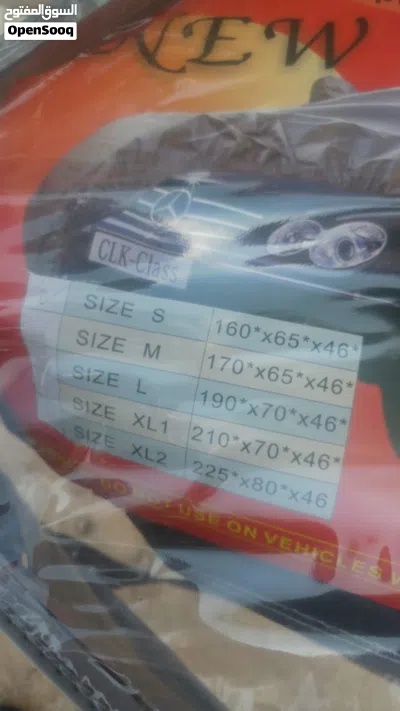 السوق المفتوح
OpenSooq
NEW
CLK-Class
SIZE S 160*x65*x46*
SIZE M 170*x65*x46*
SIZE L 190*x70*x46*
SIZE XL1 210*x70*x46*
SIZE XL2 225*x80*x46
USE ON VEHICLES